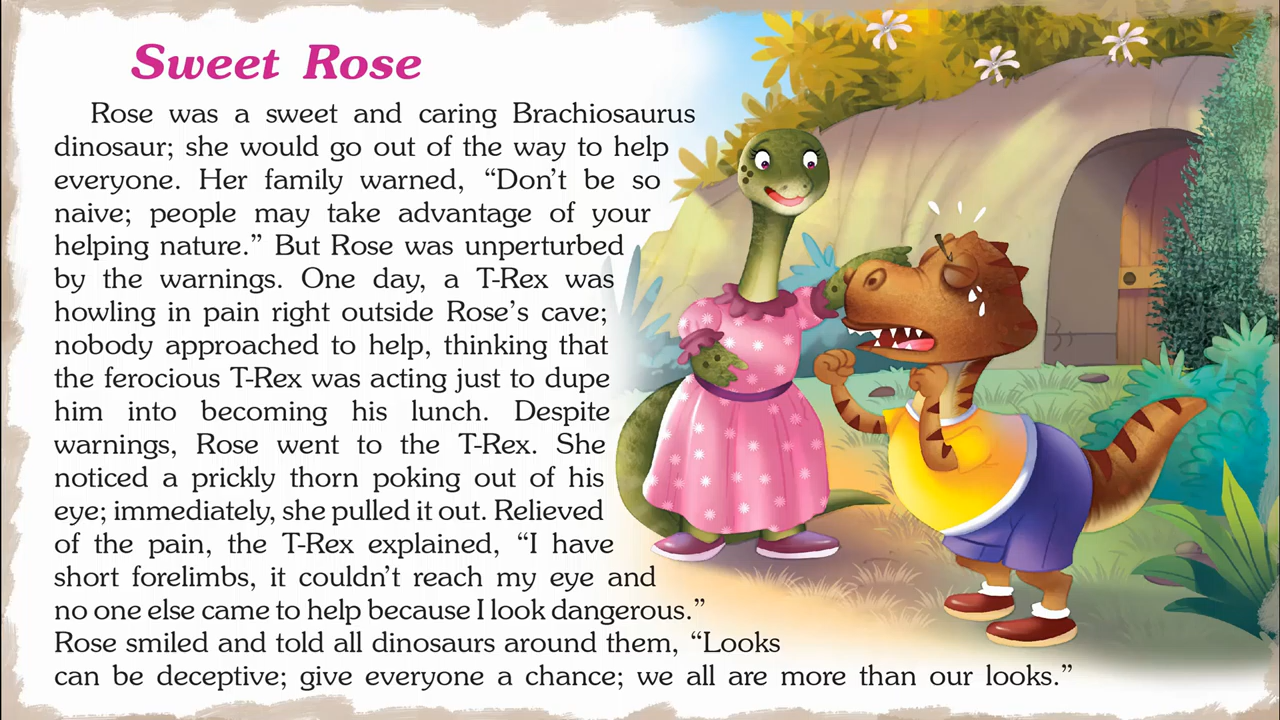 Sweet Rose
Rose was a sweet and caring Brachiosaurus
dinosaur; she would go out of the way to help
everyone. Her family warned, “Don’t be so
naive; people may take advantage of your
helping nature.” But Rose was unperturbed
by the warnings. One day, a T-Rex was
howling in pain right outside Rose’s cave;
nobody approached to help, thinking that
the ferocious T-Rex was acting just to dupe
him into becoming his lunch. Despite
warnings, Rose went to the T-Rex. She
noticed a prickly thorn poking out of his
eye; immediately, she pulled it out. Relieved
of the pain, the T-Rex explained, “I have
short forelimbs, it couldn’t reach my eye and
no one else came to help because I look dangerous.”
Rose smiled and told all dinosaurs around them, “Looks
can be deceptive; give everyone a chance; we all are more than our looks.”